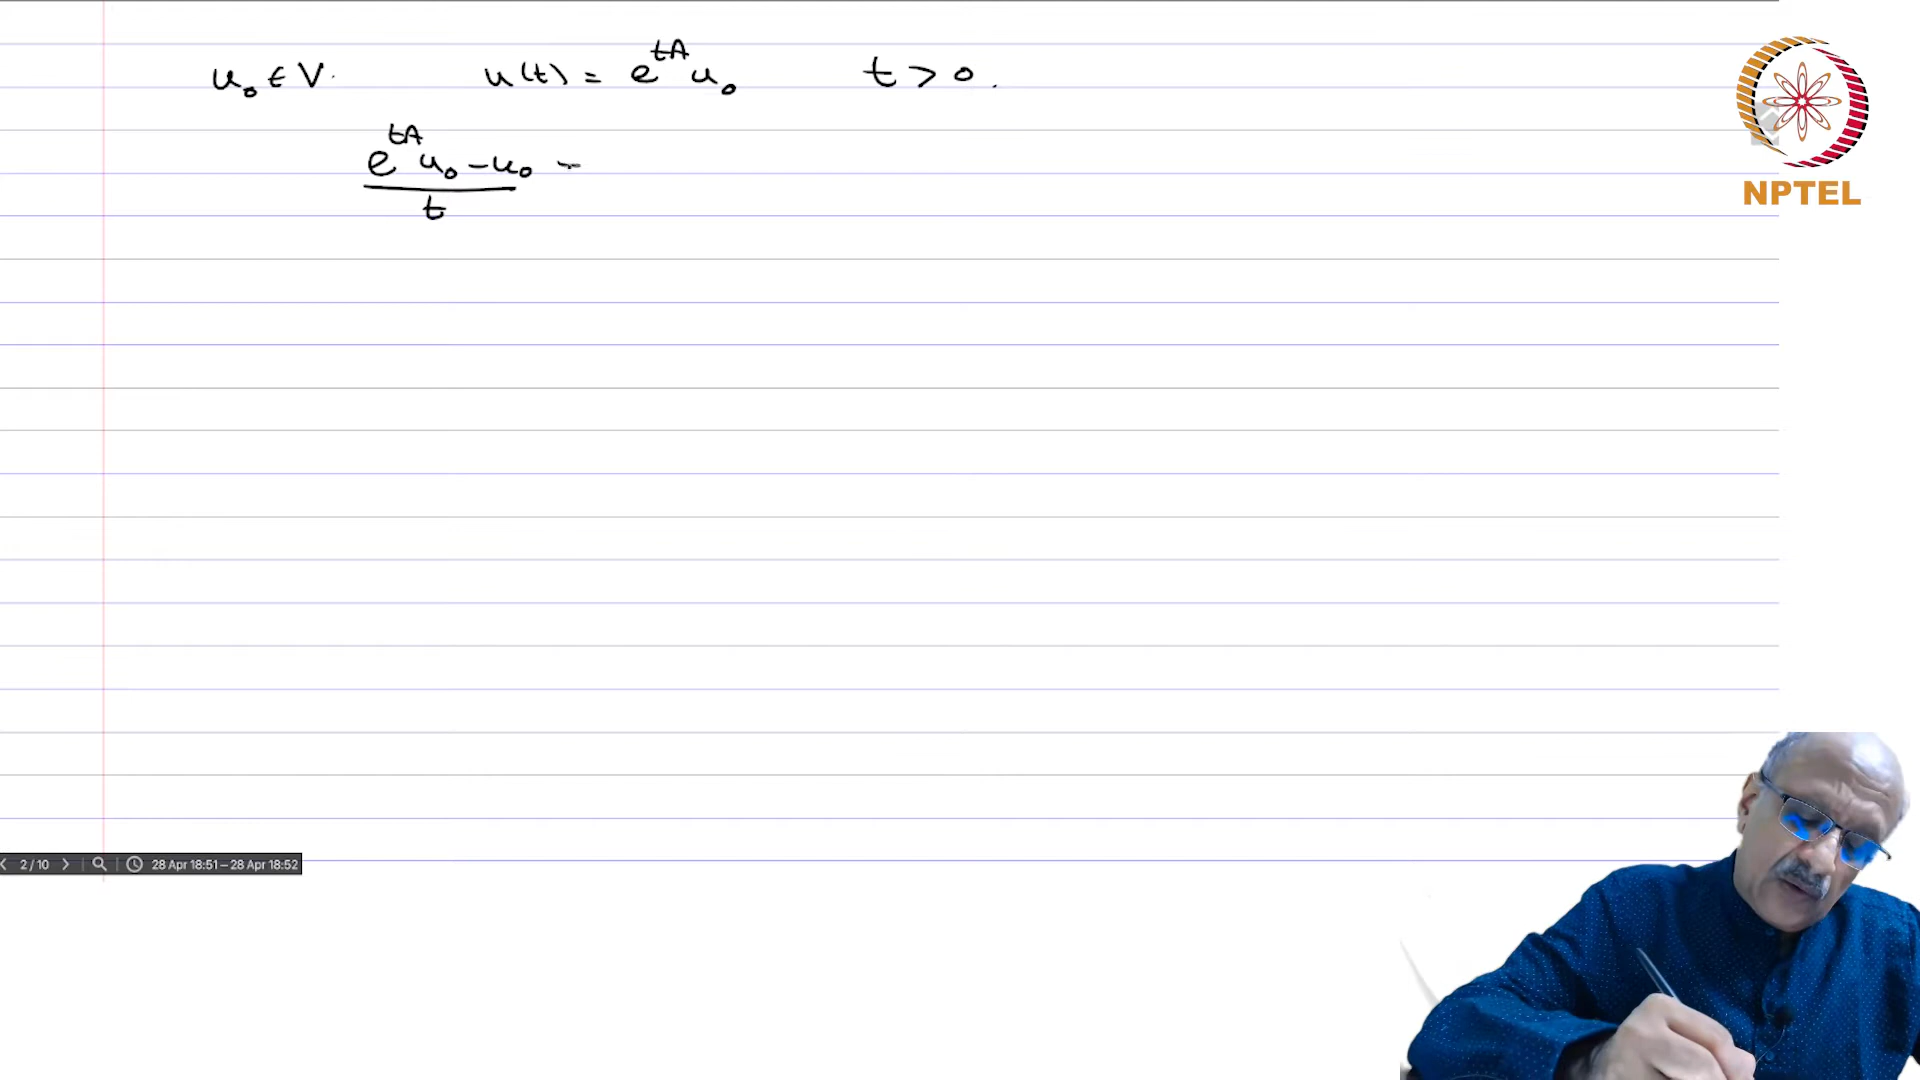 u₀ ∈ V. u(t) = e^{tA} u₀ t > 0.
NPTEL
e^{tA} u₀ - u₀ -
t
2 / 10 28 Apr 18:51 – 28 Apr 18:52